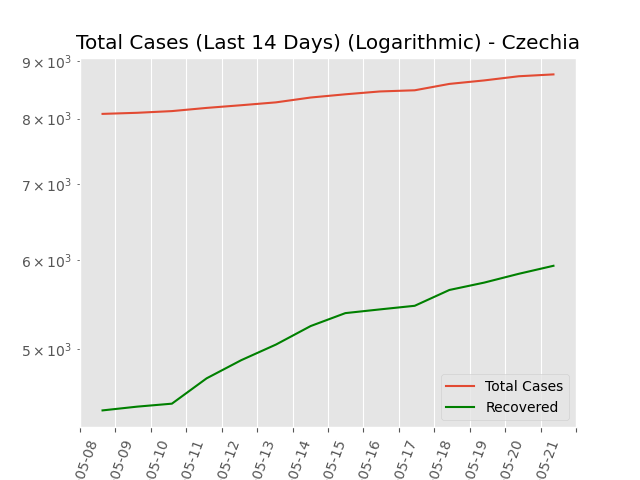 Total Cases (Last 14 Days) (Logarithmic) - Czechia
9 × 10³
8 × 10³
7 × 10³
6 × 10³
5 × 10³
Total Cases
Recovered
05-08
05-09
05-10
05-11
05-12
05-13
05-14
05-15
05-16
05-17
05-18
05-19
05-20
05-21